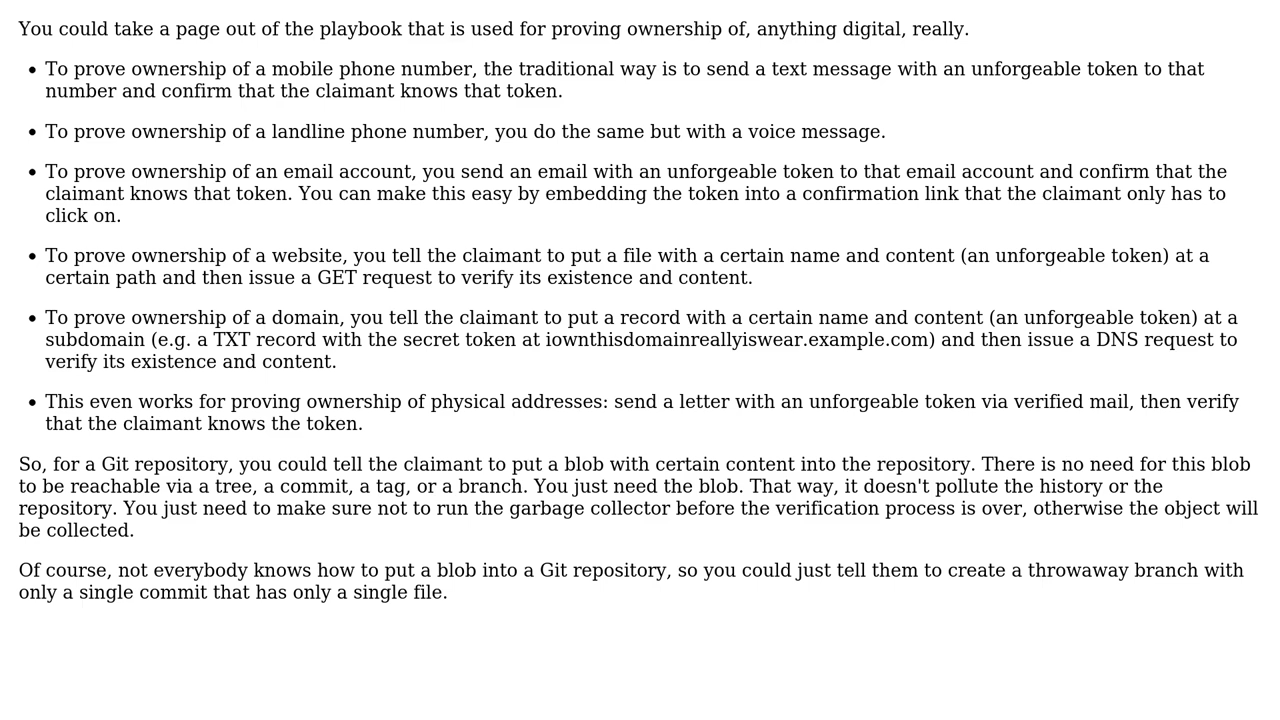 You could take a page out of the playbook that is used for proving ownership of, anything digital, really.
• To prove ownership of a mobile phone number, the traditional way is to send a text message with an unforgeable token to that
number and confirm that the claimant knows that token.
• To prove ownership of a landline phone number, you do the same but with a voice message.
• To prove ownership of an email account, you send an email with an unforgeable token to that email account and confirm that the
claimant knows that token. You can make this easy by embedding the token into a confirmation link that the claimant only has to
click on.
• To prove ownership of a website, you tell the claimant to put a file with a certain name and content (an unforgeable token) at a
certain path and then issue a GET request to verify its existence and content.
• To prove ownership of a domain, you tell the claimant to put a record with a certain name and content (an unforgeable token) at a
subdomain (e.g. a TXT record with the secret token at iownthisdomainreallyiswear.example.com) and then issue a DNS request to
verify its existence and content.
• This even works for proving ownership of physical addresses: send a letter with an unforgeable token via verified mail, then verify
that the claimant knows the token.
So, for a Git repository, you could tell the claimant to put a blob with certain content into the repository. There is no need for this blob
to be reachable via a tree, a commit, a tag, or a branch. You just need the blob. That way, it doesn't pollute the history or the
repository. You just need to make sure not to run the garbage collector before the verification process is over, otherwise the object will
be collected.
Of course, not everybody knows how to put a blob into a Git repository, so you could just tell them to create a throwaway branch with
only a single commit that has only a single file.